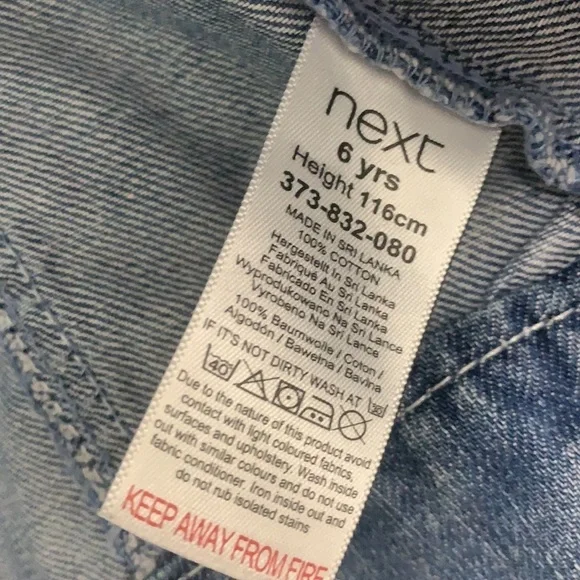 next
6 yrs
Height 116cm
373-832-080
MADE IN SRI LANKA
100% COTTON
Hergestellt In Sri Lanka
Fabriqué Au Sri Lanka
Fabricado En Sri Lanka
Wyprodukowano Na Sri Lance
Vyrobeno Na Sri Lance
100% Baumwolle / Coton /
Algodón / Bawełna / Bavlna
IF IT'S NOT DIRTY WASH AT 30
40
Due to the nature of this product avoid
contact with light coloured fabrics,
surfaces and upholstery. Wash inside
out with similar colours and do not use
fabric conditioner. Iron inside out and
do not rub isolated stains
KEEP AWAY FROM FIRE